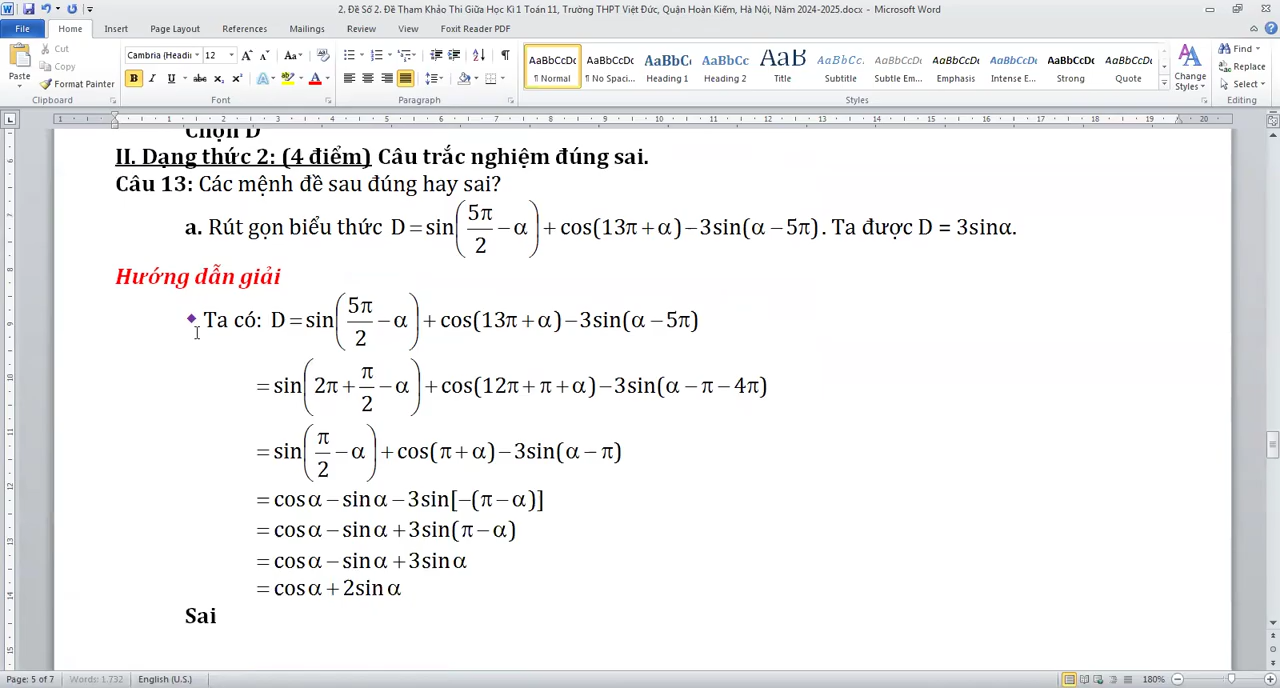 2. Đề Số 2. Đề Tham Khảo Thi Giữa Học Kì 1 Toán 11, Trường THPT Việt Đức, Quận Hoàn Kiếm, Hà Nội, Năm 2024-2025.docx - Microsoft Word
File Home Insert Page Layout References Mailings Review View Foxit Reader PDF
Paste Cut Copy Format Painter Clipboard
Cambria (Headi 12 Font
Paragraph
AaBbCcDc ¶ Normal
AaBbCcDc ¶ No Spaci...
AaBbC Heading 1
AaBbCc Heading 2
AaB Title
AaBbCc. Subtitle
AaBbCcDc Subtle Em...
AaBbCcDc Emphasis
AaBbCcDc Intense E...
AaBbCcDc Strong
AaBbCcDc Quote
Change Styles Styles
Find Replace Select Editing
Chọn D
II. Dạng thức 2: (4 điểm) Câu trắc nghiệm đúng sai.
Câu 13: Các mệnh đề sau đúng hay sai?
a. Rút gọn biểu thức D = sin(5π/2 − α) + cos(13π + α) − 3sin(α − 5π). Ta được D = 3sinα.
Hướng dẫn giải
Ta có: D = sin(5π/2 − α) + cos(13π + α) − 3sin(α − 5π)
= sin(2π + π/2 − α) + cos(12π + π + α) − 3sin(α − π − 4π)
= sin(π/2 − α) + cos(π + α) − 3sin(α − π)
= cosα − sinα − 3sin[−(π − α)]
= cosα − sinα + 3sin(π − α)
= cosα − sinα + 3sinα
= cosα + 2sinα
Sai
Page: 5 of 7 Words: 1.732 English (U.S.) 180%